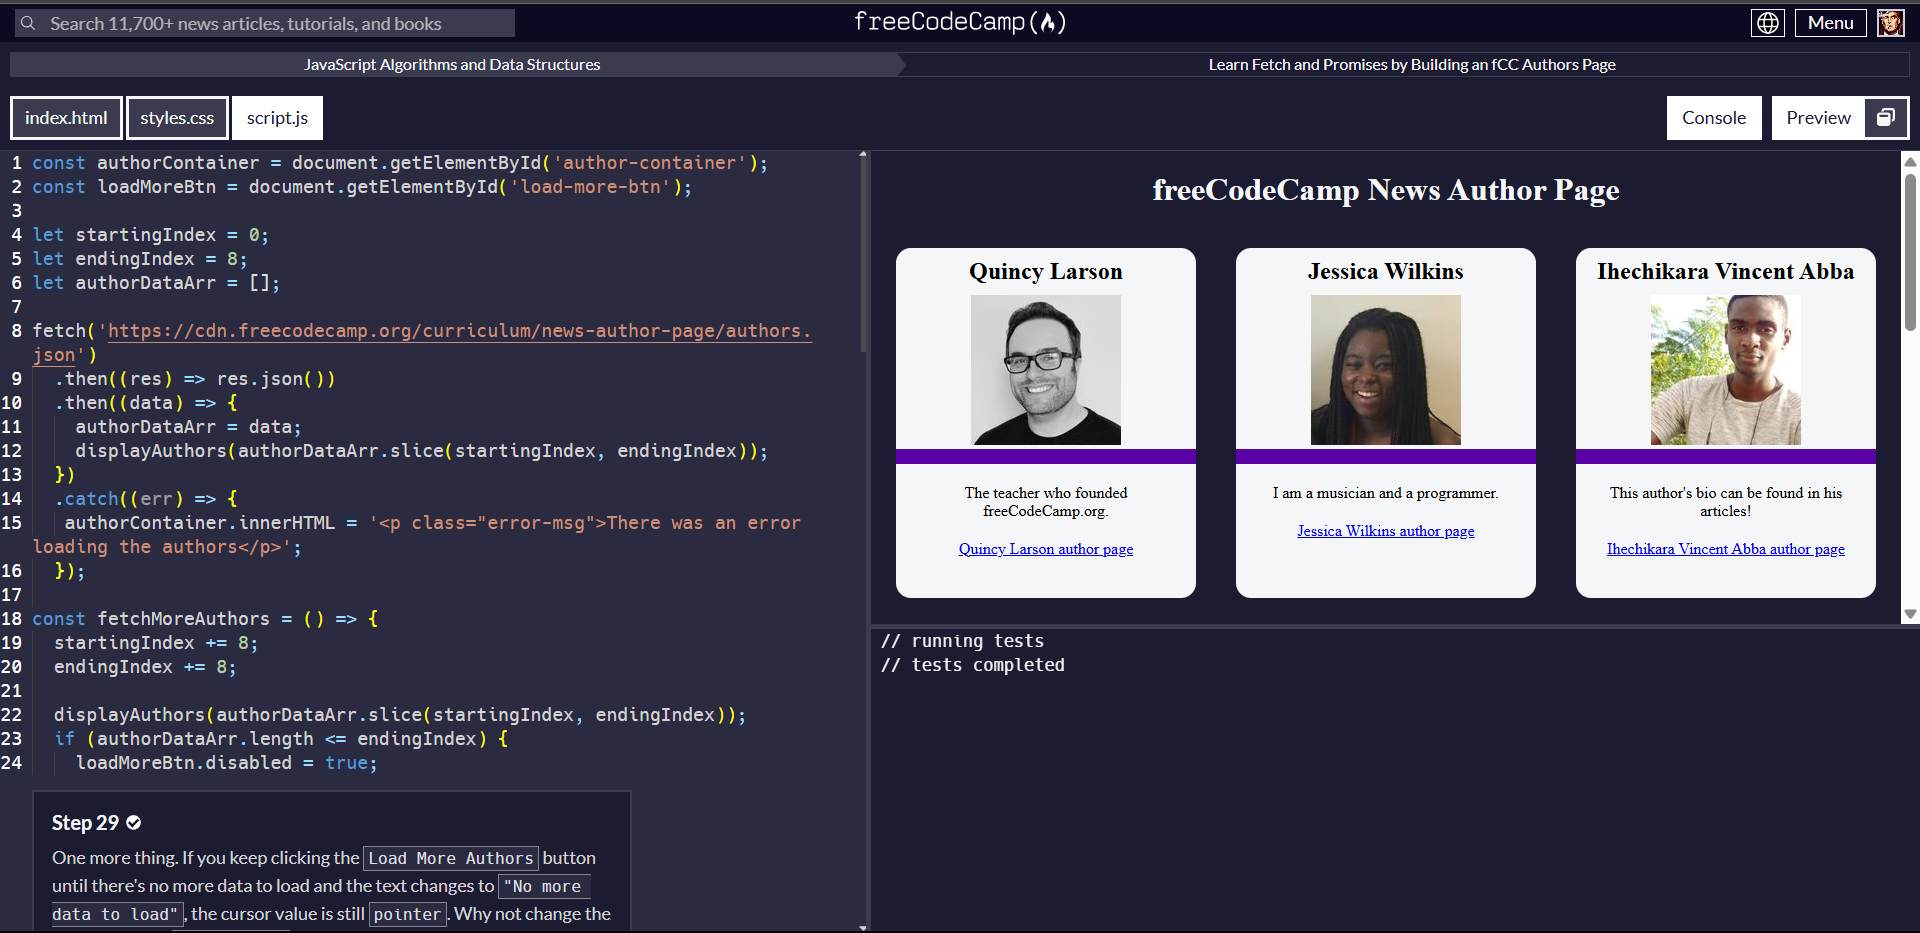 Search 11,700+ news articles, tutorials, and books
freeCodeCamp
Menu
JavaScript Algorithms and Data Structures
Learn Fetch and Promises by Building an fCC Authors Page
index.html
styles.css
script.js
Console
Preview
1 const authorContainer = document.getElementById('author-container');
2 const loadMoreBtn = document.getElementById('load-more-btn');
3
4 let startingIndex = 0;
5 let endingIndex = 8;
6 let authorDataArr = [];
7
8 fetch('https://cdn.freecodecamp.org/curriculum/news-author-page/authors.
json')
9 .then((res) => res.json())
10 .then((data) => {
11 authorDataArr = data;
12 displayAuthors(authorDataArr.slice(startingIndex, endingIndex));
13 })
14 .catch((err) => {
15 authorContainer.innerHTML = '<p class="error-msg">There was an error
loading the authors</p>';
16 });
17
18 const fetchMoreAuthors = () => {
19 startingIndex += 8;
20 endingIndex += 8;
21
22 displayAuthors(authorDataArr.slice(startingIndex, endingIndex));
23 if (authorDataArr.length <= endingIndex) {
24 loadMoreBtn.disabled = true;
Step 29
One more thing. If you keep clicking the Load More Authors button
until there's no more data to load and the text changes to "No more
data to load", the cursor value is still pointer. Why not change the
freeCodeCamp News Author Page
Quincy Larson
The teacher who founded
freeCodeCamp.org.
Quincy Larson author page
Jessica Wilkins
I am a musician and a programmer.
Jessica Wilkins author page
Ihechikara Vincent Abba
This author's bio can be found in his
articles!
Ihechikara Vincent Abba author page
// running tests
// tests completed